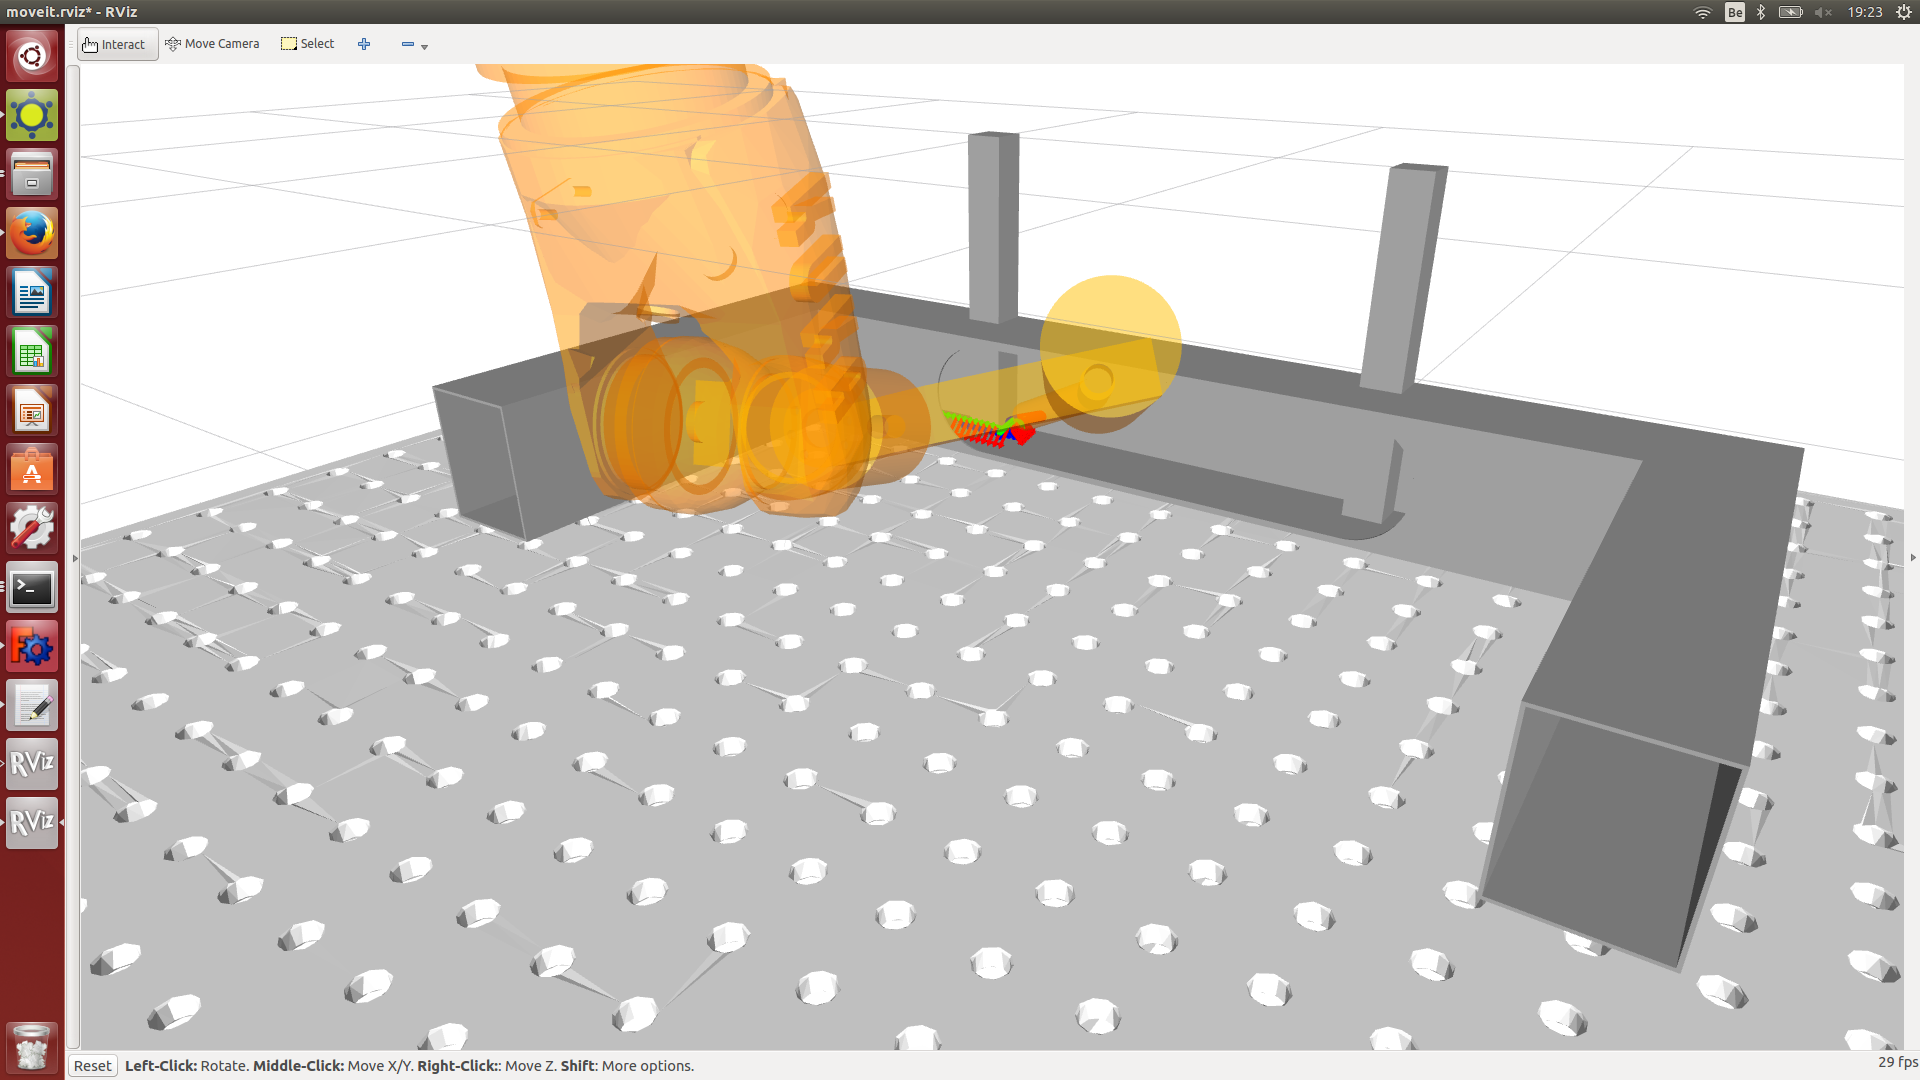 moveit.rviz* - RViz
Be
19:23
Interact
Move Camera
Select
RViz
RViz
Reset
Left-Click: Rotate. Middle-Click: Move X/Y. Right-Click:: Move Z. Shift: More options.
29 fps